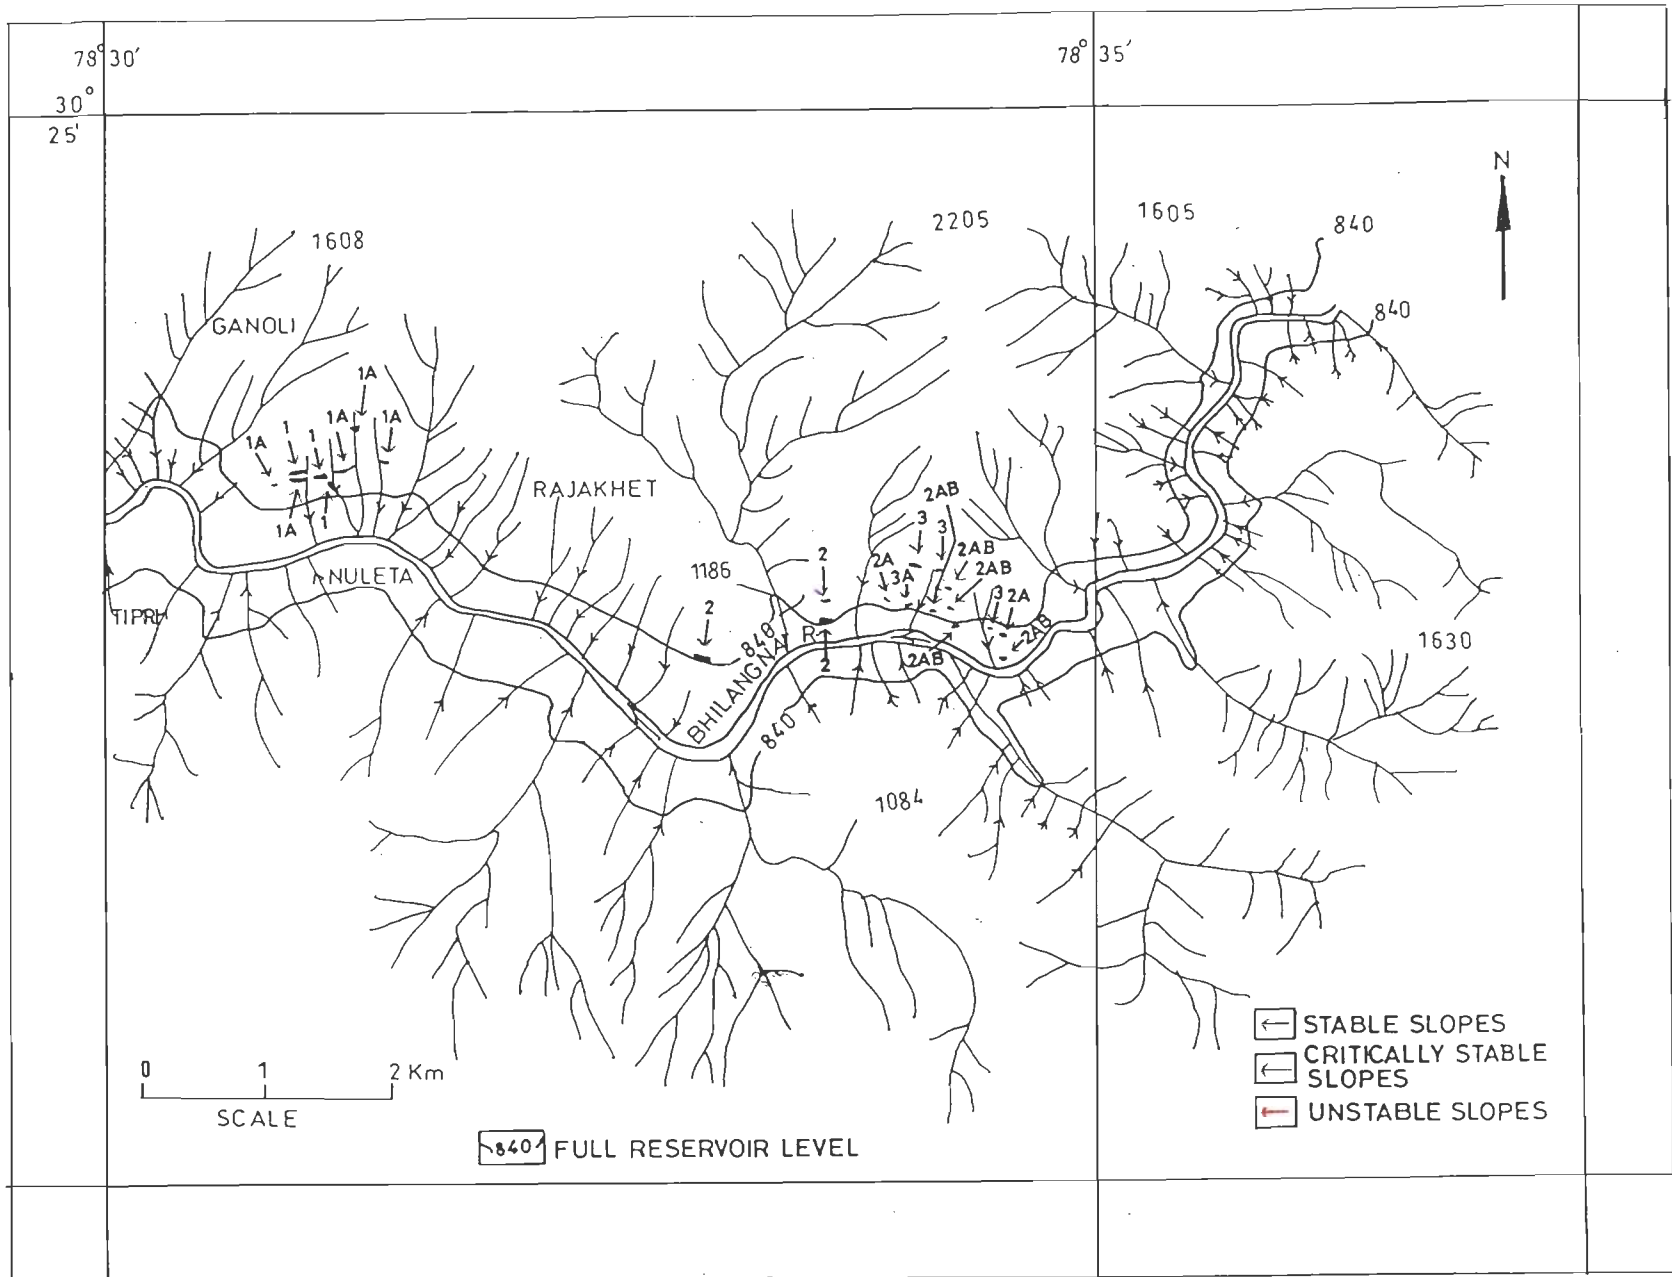 78° 30'
78° 35'
30°
25'
N
1608
2205
1605
840
840
GANOLI
1A
1A
1
1
1A
1A
1A
1
RAJAKHET
2AB
3
3
2AB
2A
3A
2AB
3
2A
2AB
2AB
2
2
2
1186
NULETA
TIPRI
840
BHILANGNA R
840
1630
1084
STABLE SLOPES
CRITICALLY STABLE
SLOPES
UNSTABLE SLOPES
0 1 2 Km
SCALE
840 FULL RESERVOIR LEVEL